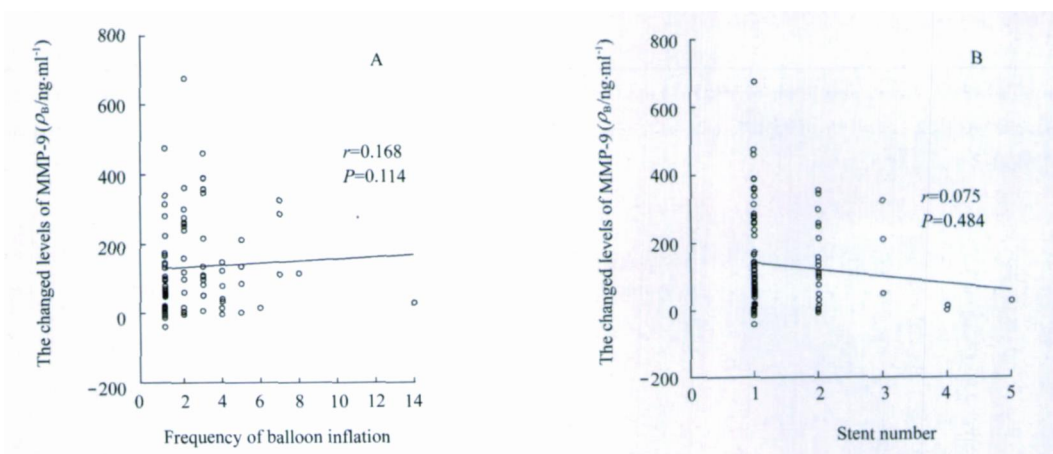 The changed levels of MMP-9(ρB/ng·ml⁻¹)
800
600
400
200
0
−200
A
r=0.168
P=0.114
0 2 4 6 8 10 12 14
Frequency of balloon inflation
The changed levels of MMP-9(ρB/ng·ml⁻¹)
800
600
400
200
0
−200
B
r=0.075
P=0.484
0 1 2 3 4 5
Stent number